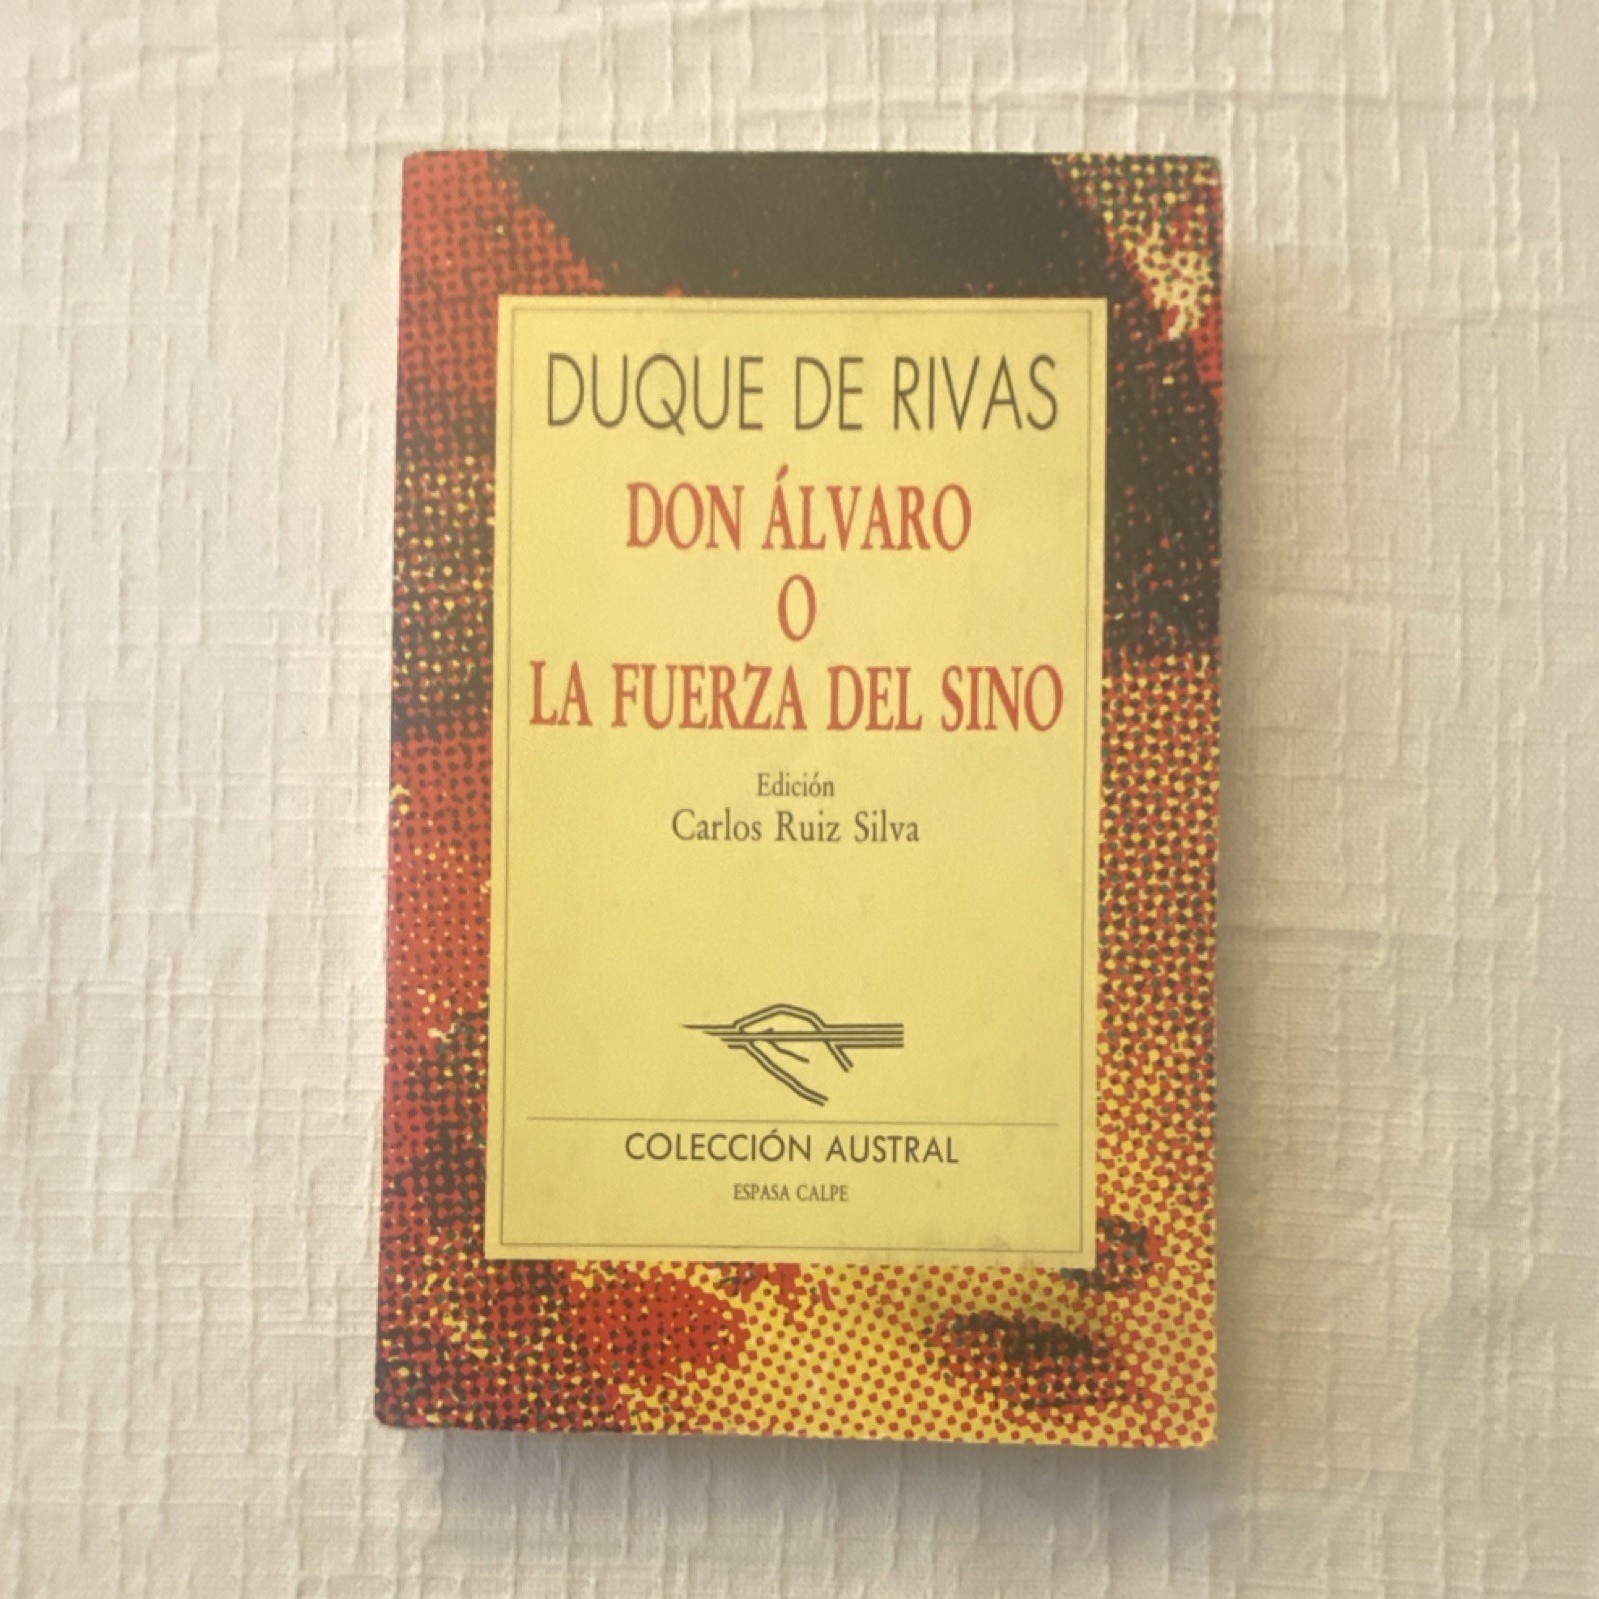 DUQUE DE RIVAS
DON ÁLVARO
O
LA FUERZA DEL SINO
Edición
Carlos Ruiz Silva
COLECCIÓN AUSTRAL
ESPASA CALPE